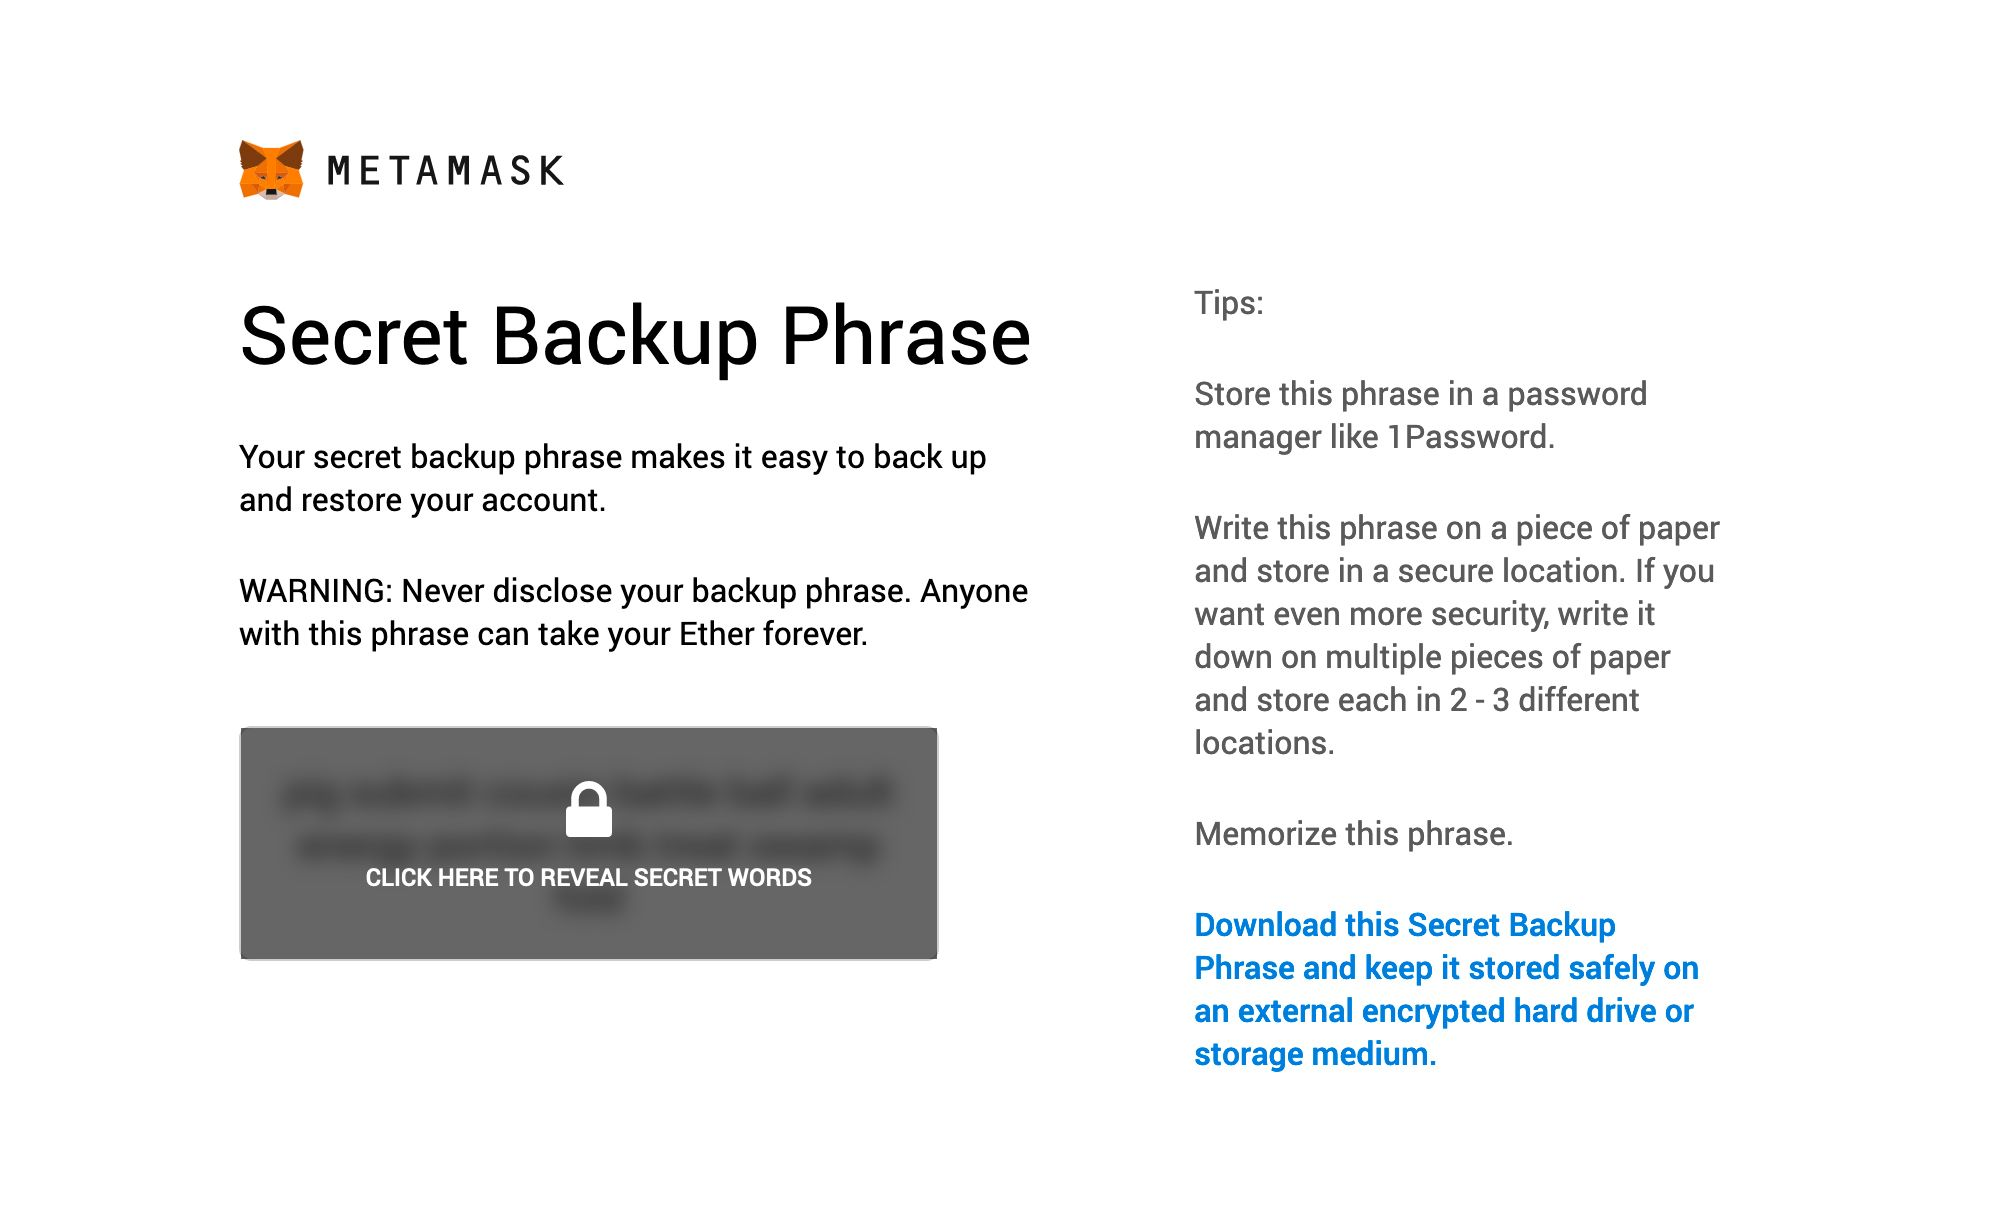 METAMASK
Secret Backup Phrase
Your secret backup phrase makes it easy to back up
and restore your account.
WARNING: Never disclose your backup phrase. Anyone
with this phrase can take your Ether forever.
CLICK HERE TO REVEAL SECRET WORDS
Tips:
Store this phrase in a password
manager like 1Password.
Write this phrase on a piece of paper
and store in a secure location. If you
want even more security, write it
down on multiple pieces of paper
and store each in 2 - 3 different
locations.
Memorize this phrase.
Download this Secret Backup
Phrase and keep it stored safely on
an external encrypted hard drive or
storage medium.